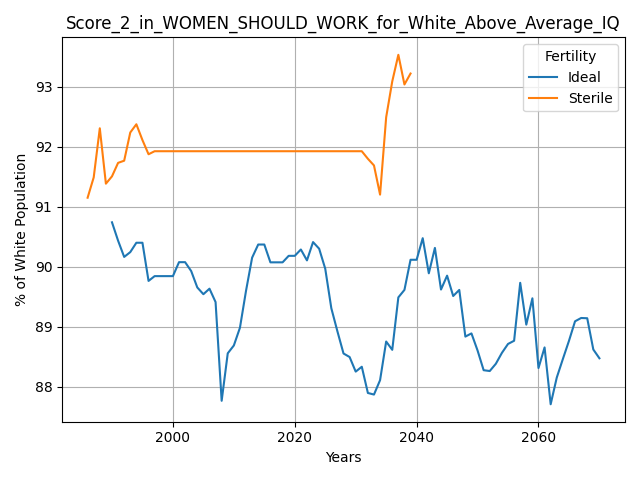 Score_2_in_WOMEN_SHOULD_WORK_for_White_Above_Average_IQ
Fertility
Ideal
Sterile
% of White Population
93
92
91
90
89
88
2000 2020 2040 2060
Years